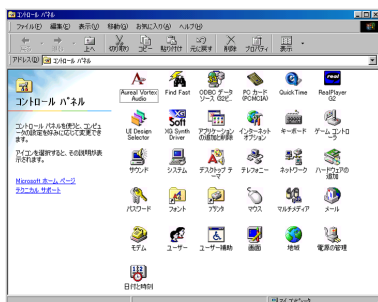 コントロール パネル
ファイル(F) 編集(E) 表示(V) 移動(G) お気に入り(A) ヘルプ(H)
上へ 切り取り コピー 貼り付け 元に戻す 削除 プロパティ 表示
アドレス(D) コントロール パネル
コントロール パネル
コントロール パネルを使うと、コンピュータの設定を好みに応じて変更できます。
アイコンを選択すると、その説明が表示されます。
Microsoft ホーム ページ
テクニカル サポート
Aureal Vortex Audio
Find Fast
ODBC データ ソース
PC カード (PCMCIA)
QuickTime
RealPlayer G2
UI Design Selector
XG Synth Driver
アプリケーションの追加と削除
インターネット オプション
キーボード
ゲーム コントローラ
サウンド
システム
デスクトップ テーマ
テレフォニー
ネットワーク
ハードウェアの追加
パスワード
フォント
プリンタ
マウス
マルチメディア
メール
モデム
ユーザー
ユーザー補助
画面
地域
電源の管理
日付と時刻
マイ コンピュータ